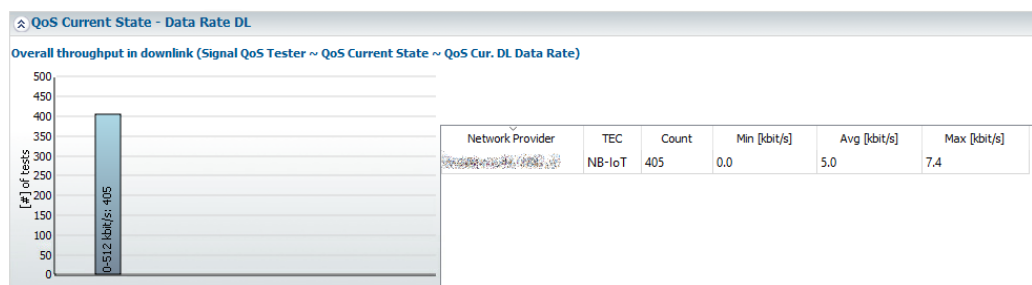 QoS Current State - Data Rate DL
Overall throughput in downlink (Signal QoS Tester ~ QoS Current State ~ QoS Cur. DL Data Rate)
500
450
400
350
300
250
200
150
100
50
0
[#] of tests
0-512 kbit/s: 405
Network Provider TEC Count Min [kbit/s] Avg [kbit/s] Max [kbit/s]
NB-IoT 405 0.0 5.0 7.4